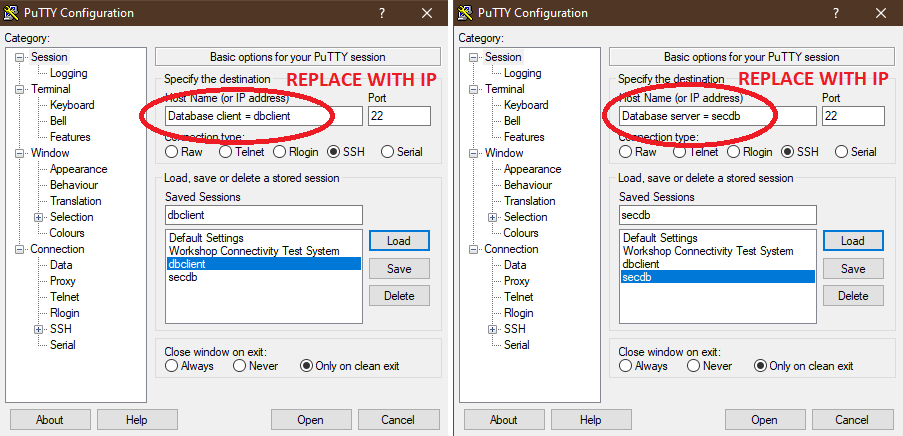 PuTTY Configuration ? ×
Category:
Session
Logging
Terminal
Keyboard
Bell
Features
Window
Appearance
Behaviour
Translation
Selection
Colours
Connection
Data
Proxy
Telnet
Rlogin
SSH
Serial
Basic options for your PuTTY session
Specify the destination
REPLACE WITH IP
Host Name (or IP address) Port
Database client = dbclient 22
Connection type:
Raw Telnet Rlogin SSH Serial
Load, save or delete a stored session
Saved Sessions
dbclient
Default Settings
Workshop Connectivity Test System
dbclient
secdb
Load
Save
Delete
Close window on exit:
Always Never Only on clean exit
About Help Open Cancel
PuTTY Configuration ? ×
Category:
Session
Logging
Terminal
Keyboard
Bell
Features
Window
Appearance
Behaviour
Translation
Selection
Colours
Connection
Data
Proxy
Telnet
Rlogin
SSH
Serial
Basic options for your PuTTY session
Specify the destination
REPLACE WITH IP
Host Name (or IP address) Port
Database server = secdb 22
Connection type:
Raw Telnet Rlogin SSH Serial
Load, save or delete a stored session
Saved Sessions
secdb
Default Settings
Workshop Connectivity Test System
dbclient
secdb
Load
Save
Delete
Close window on exit:
Always Never Only on clean exit
About Help Open Cancel